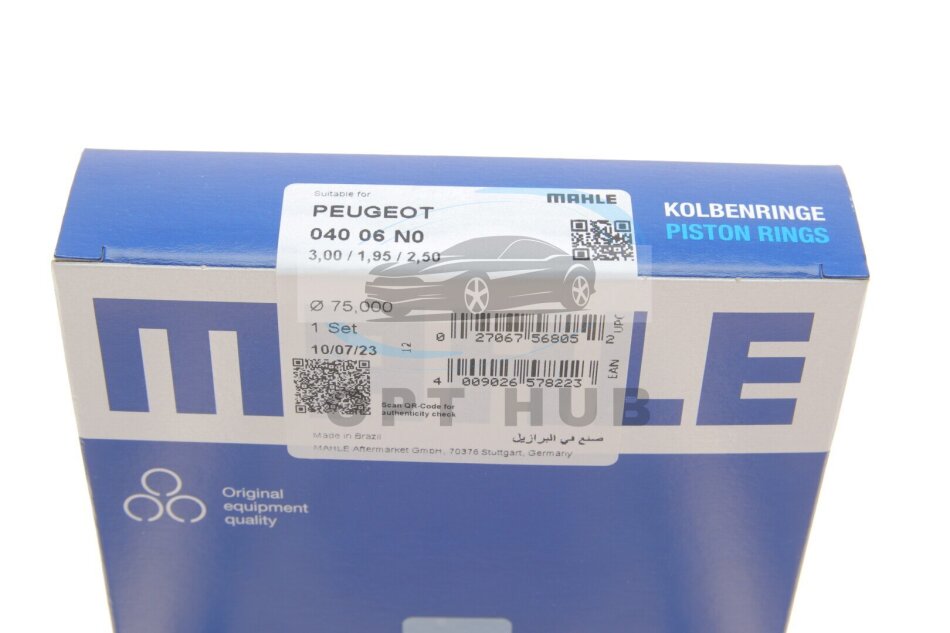 Suitable for
MAHLE
PEUGEOT
040 06 N0
3,00 / 1,95 / 2,50
KOLBENRINGE
PISTON RINGS
Ø 75,000
1 Set
10/07/23
12
0 27067 56805 2
UPC
4 009026 578223
EAN
Scan QR-Code for
authenticity check
Made in Brazil
صنع في البرازيل
MAHLE Aftermarket GmbH, 70376 Stuttgart, Germany
MAHLE
OPT HUB
Original
equipment
quality